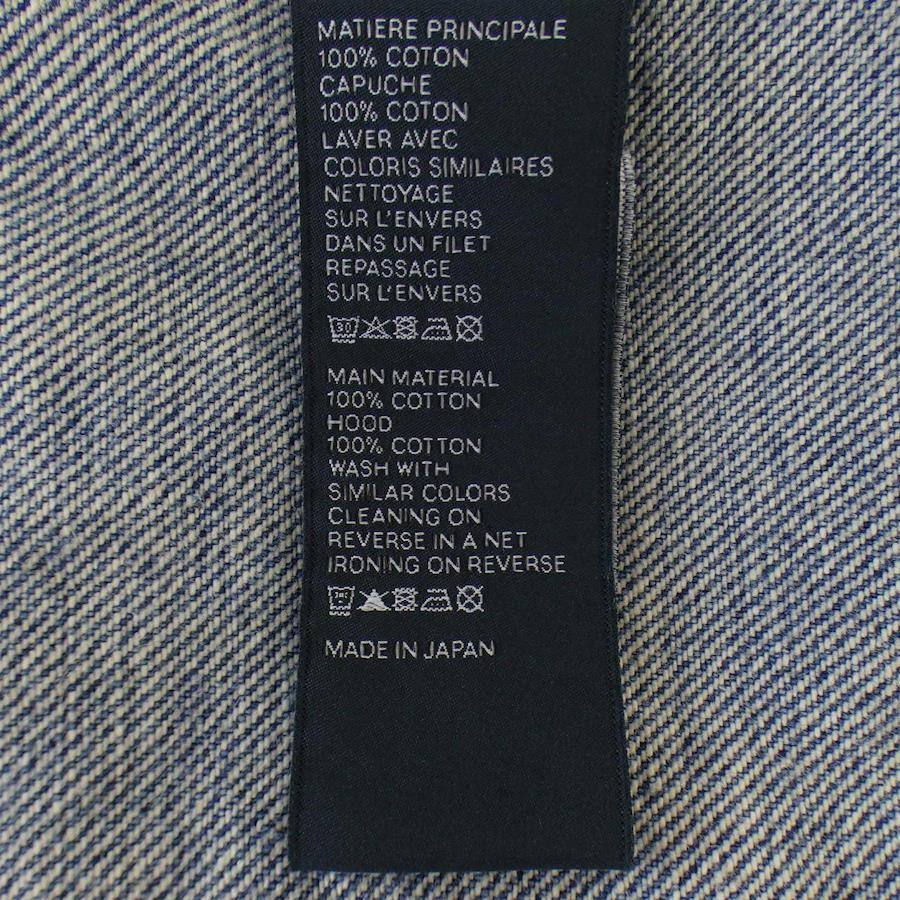 MATIERE PRINCIPALE
100% COTON
CAPUCHE
100% COTON
LAVER AVEC
COLORIS SIMILAIRES
NETTOYAGE
SUR L'ENVERS
DANS UN FILET
REPASSAGE
SUR L'ENVERS
30
MAIN MATERIAL
100% COTTON
HOOD
100% COTTON
WASH WITH
SIMILAR COLORS
CLEANING ON
REVERSE IN A NET
IRONING ON REVERSE
MADE IN JAPAN